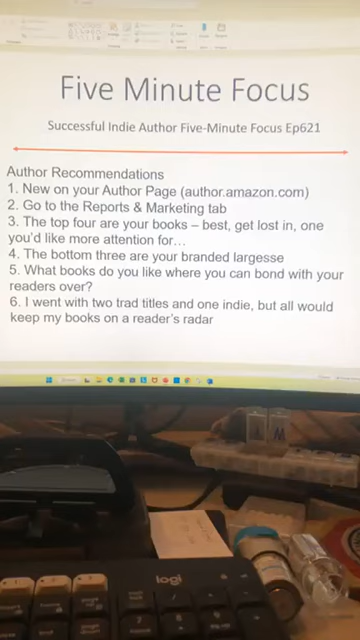 Five Minute Focus
Successful Indie Author Five-Minute Focus Ep621
Author Recommendations
1. New on your Author Page (author.amazon.com)
2. Go to the Reports & Marketing tab
3. The top four are your books – best, get lost in, one
you'd like more attention for…
4. The bottom three are your branded largesse
5. What books do you like where you can bond with your
readers over?
6. I went with two trad titles and one indie, but all would
keep my books on a reader's radar
logi